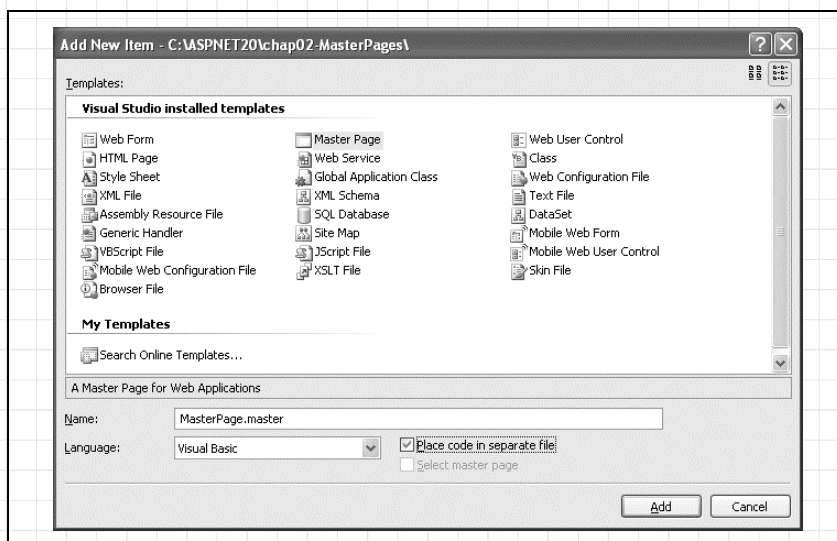 Add New Item - C:\ASPNET20\chap02-MasterPages\
Templates:
Visual Studio installed templates
Web Form
Master Page
Web User Control
HTML Page
Web Service
Class
Style Sheet
Global Application Class
Web Configuration File
XML File
XML Schema
Text File
Assembly Resource File
SQL Database
DataSet
Generic Handler
Site Map
Mobile Web Form
VBScript File
JScript File
Mobile Web User Control
Mobile Web Configuration File
XSLT File
Skin File
Browser File
My Templates
Search Online Templates...
A Master Page for Web Applications
Name:
MasterPage.master
Language:
Visual Basic
Place code in separate file
Select master page
Add
Cancel